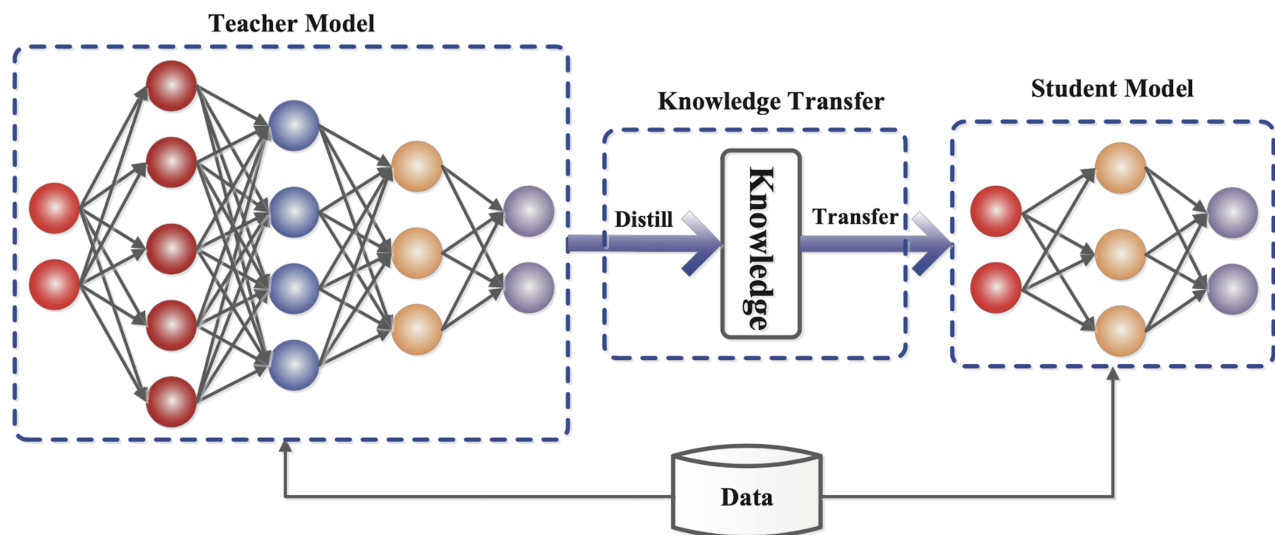 Teacher Model
Knowledge Transfer
Student Model
Distill
Knowledge
Transfer
Data